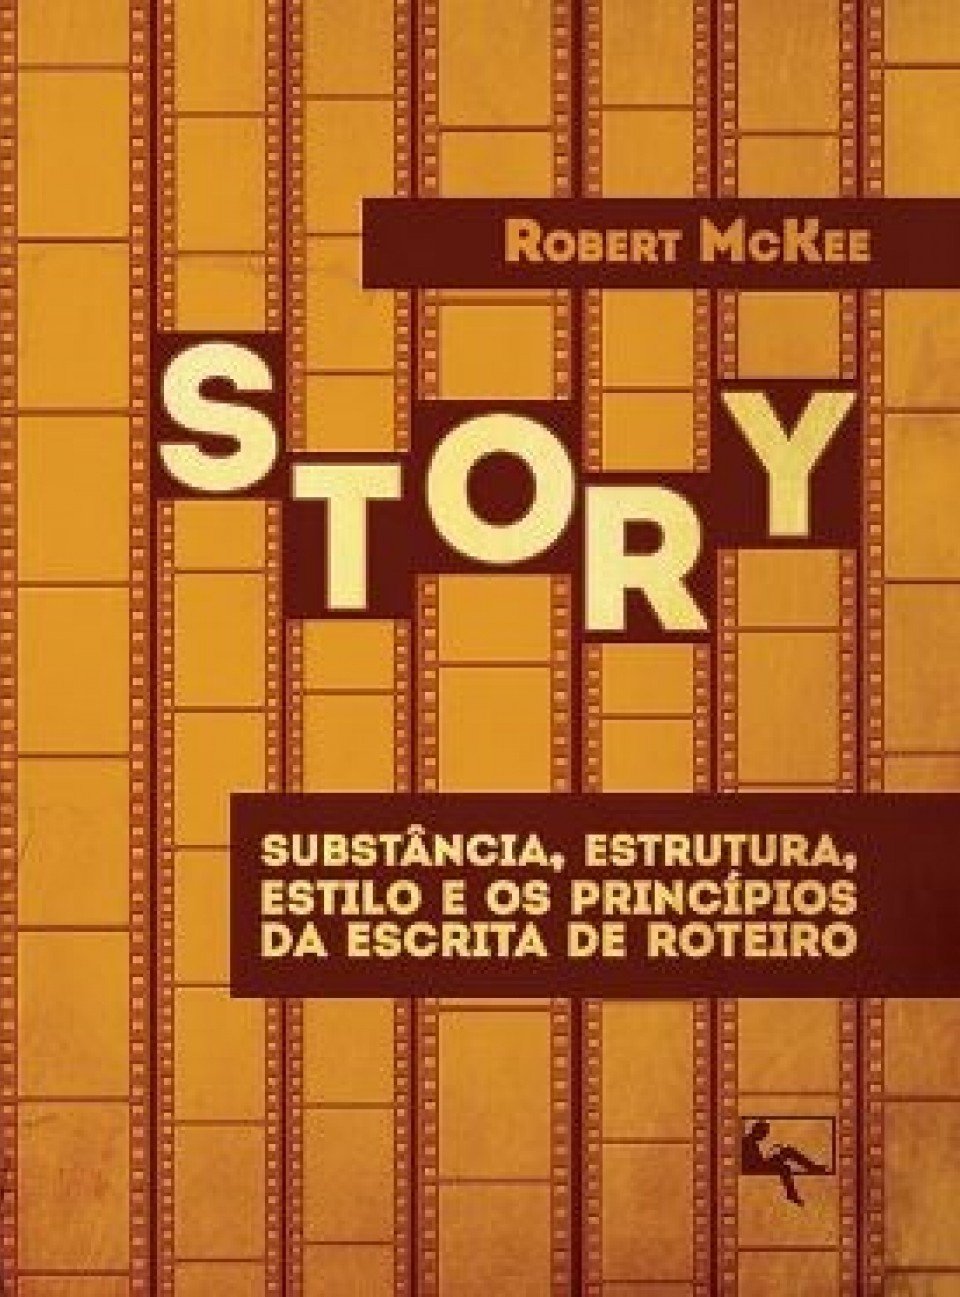 ROBERT MCKEE
STORY
SUBSTÂNCIA, ESTRUTURA,
ESTILO E OS PRINCÍPIOS
DA ESCRITA DE ROTEIRO